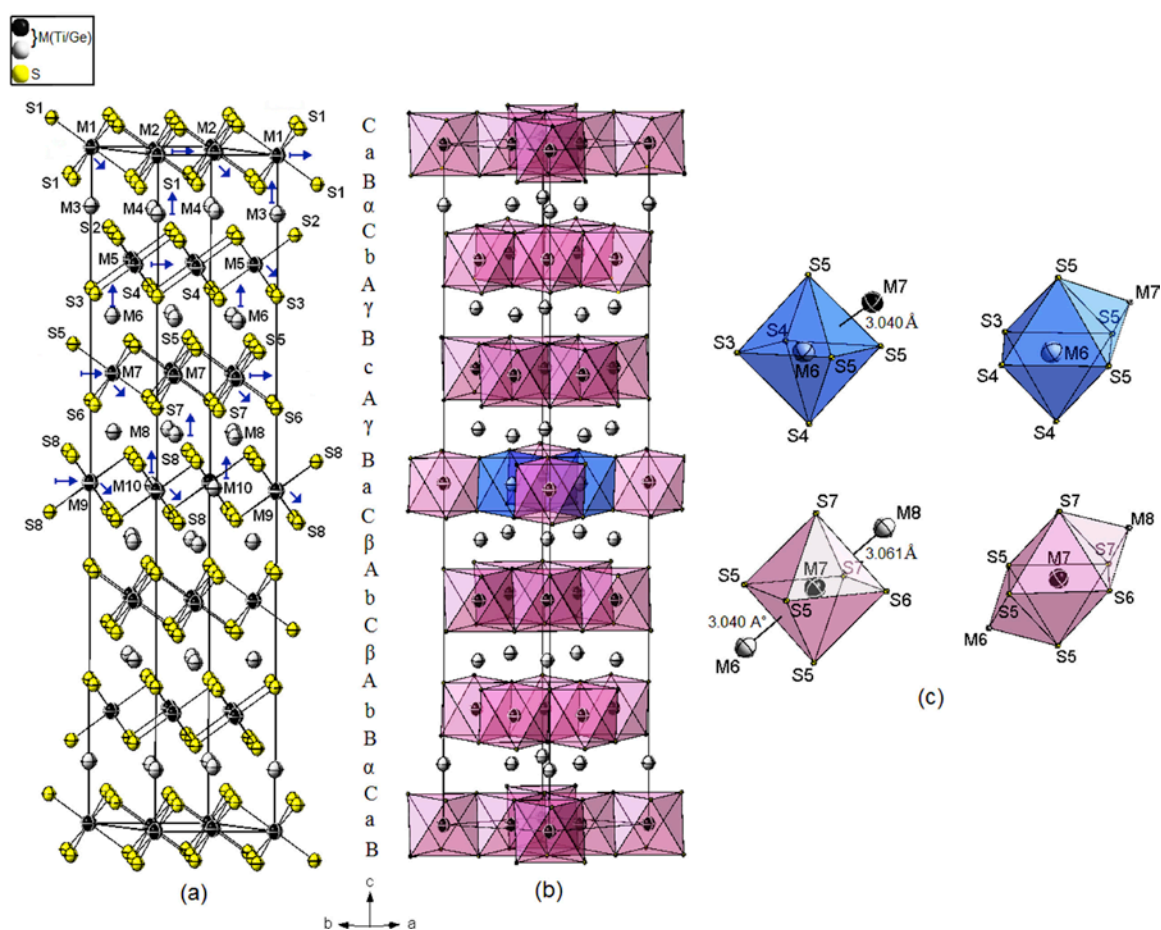 }M(Ti/Ge)
S
S1 S1
M1 M2 M2 M1
S1 S1 S1
M3 M4 M4 M3
S2 S2
M5 M5
S3 S4 S4 S3
M6 M6
S5 S5 S5
M7 M7
S6 S7 S7 S6
M8 M8
S8 S8 S8
M9 M10 M10 M9
S8 S8 S8
(a)
C
a
B
α
C
b
A
γ
B
c
A
γ
B
a
C
β
A
b
C
β
A
b
B
α
C
a
B
c
b a
(b)
S5
M7
3.040 Å
S4
S3 S5
M6 S5
S4
S5
M7
S3 S5
M6
S4 S5
S4
S7
M8
3.061 Å
M7
S5 S7
S6
S5
3.040 A°
M6
S5
S7
M8
S5 S7
M7
S5 S6
M6
S5
(c)